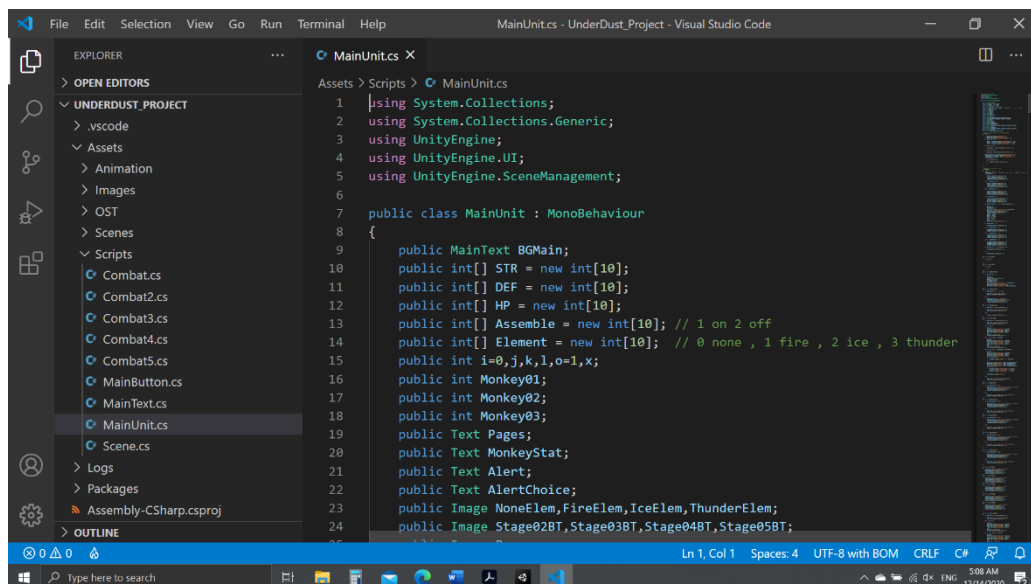 File Edit Selection View Go Run Terminal Help MainUnit.cs - UnderDust_Project - Visual Studio Code
EXPLORER
OPEN EDITORS
UNDERDUST_PROJECT
.vscode
Assets
Animation
Images
OST
Scenes
Scripts
Combat.cs
Combat2.cs
Combat3.cs
Combat4.cs
Combat5.cs
MainButton.cs
MainText.cs
MainUnit.cs
Scene.cs
Logs
Packages
Assembly-CSharp.csproj
OUTLINE
MainUnit.cs
Assets > Scripts > MainUnit.cs
1 using System.Collections;
2 using System.Collections.Generic;
3 using UnityEngine;
4 using UnityEngine.UI;
5 using UnityEngine.SceneManagement;
6
7 public class MainUnit : MonoBehaviour
8 {
9 public MainText BGMain;
10 public int[] STR = new int[10];
11 public int[] DEF = new int[10];
12 public int[] HP = new int[10];
13 public int[] Assemble = new int[10]; // 1 on 2 off
14 public int[] Element = new int[10]; // 0 none , 1 fire , 2 ice , 3 thunder
15 public int i=0,j,k,l,o=1,x;
16 public int Monkey01;
17 public int Monkey02;
18 public int Monkey03;
19 public Text Pages;
20 public Text MonkeyStat;
21 public Text Alert;
22 public Text AlertChoice;
23 public Image NoneElem,FireElem,IceElem,ThunderElem;
24 public Image Stage02BT,Stage03BT,Stage04BT,Stage05BT;
0 0 Ln 1, Col 1 Spaces: 4 UTF-8 with BOM CRLF C#
Type here to search ENG 5:08 AM
12/14/2020